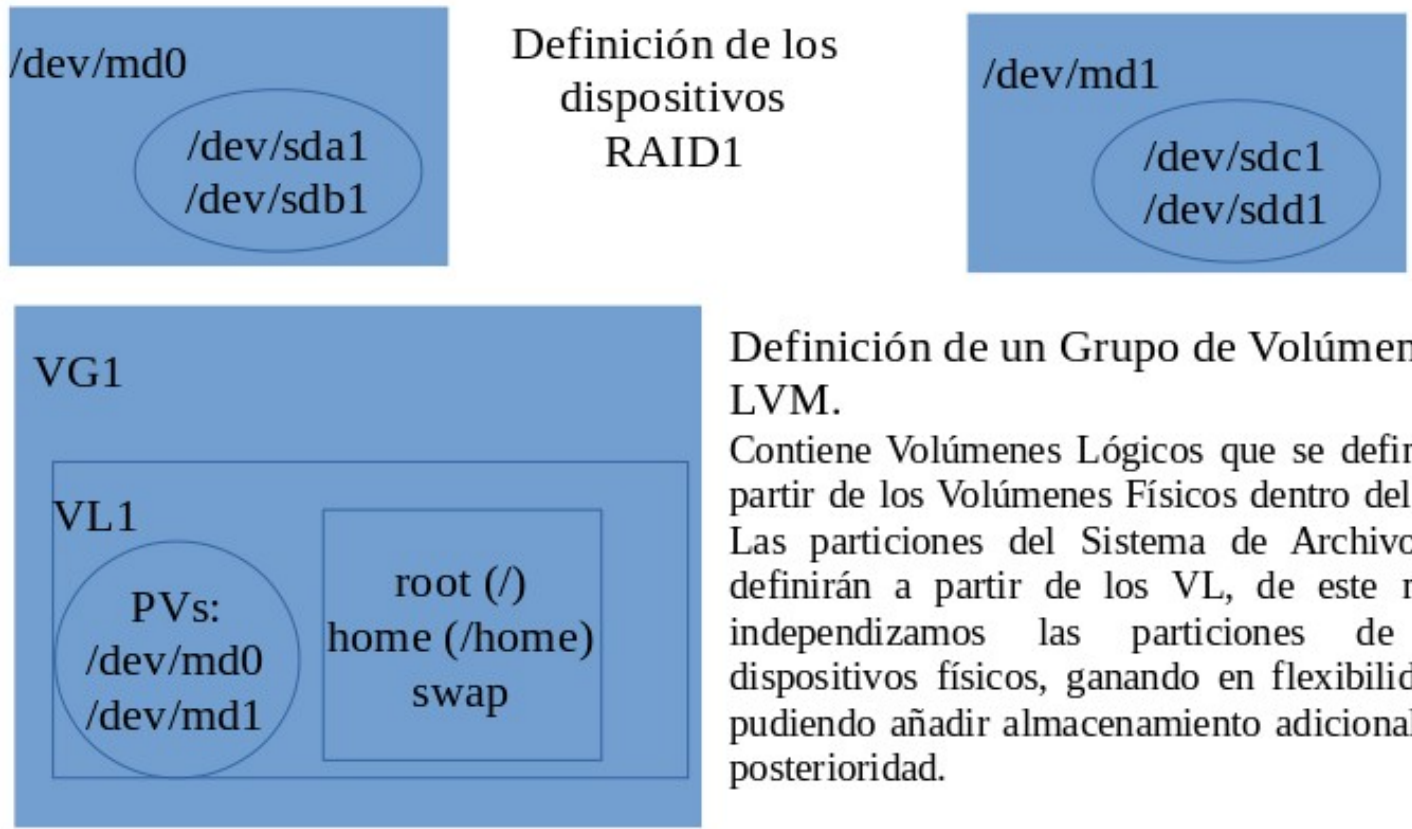 /dev/md0
/dev/sda1
/dev/sdb1
Definición de los
dispositivos
RAID1
/dev/md1
/dev/sdc1
/dev/sdd1
VG1
VL1
PVs:
/dev/md0
/dev/md1
root (/)
home (/home)
swap
Definición de un Grupo de
LVM.
Contiene Volúmenes Lógicos que se
partir de los Volúmenes Físicos dentro del
Las particiones del Sistema de
definirán a partir de los VL, de este
independizamos las particiones de
dispositivos físicos, ganando en
pudiendo añadir almacenamiento adicional
posterioridad.